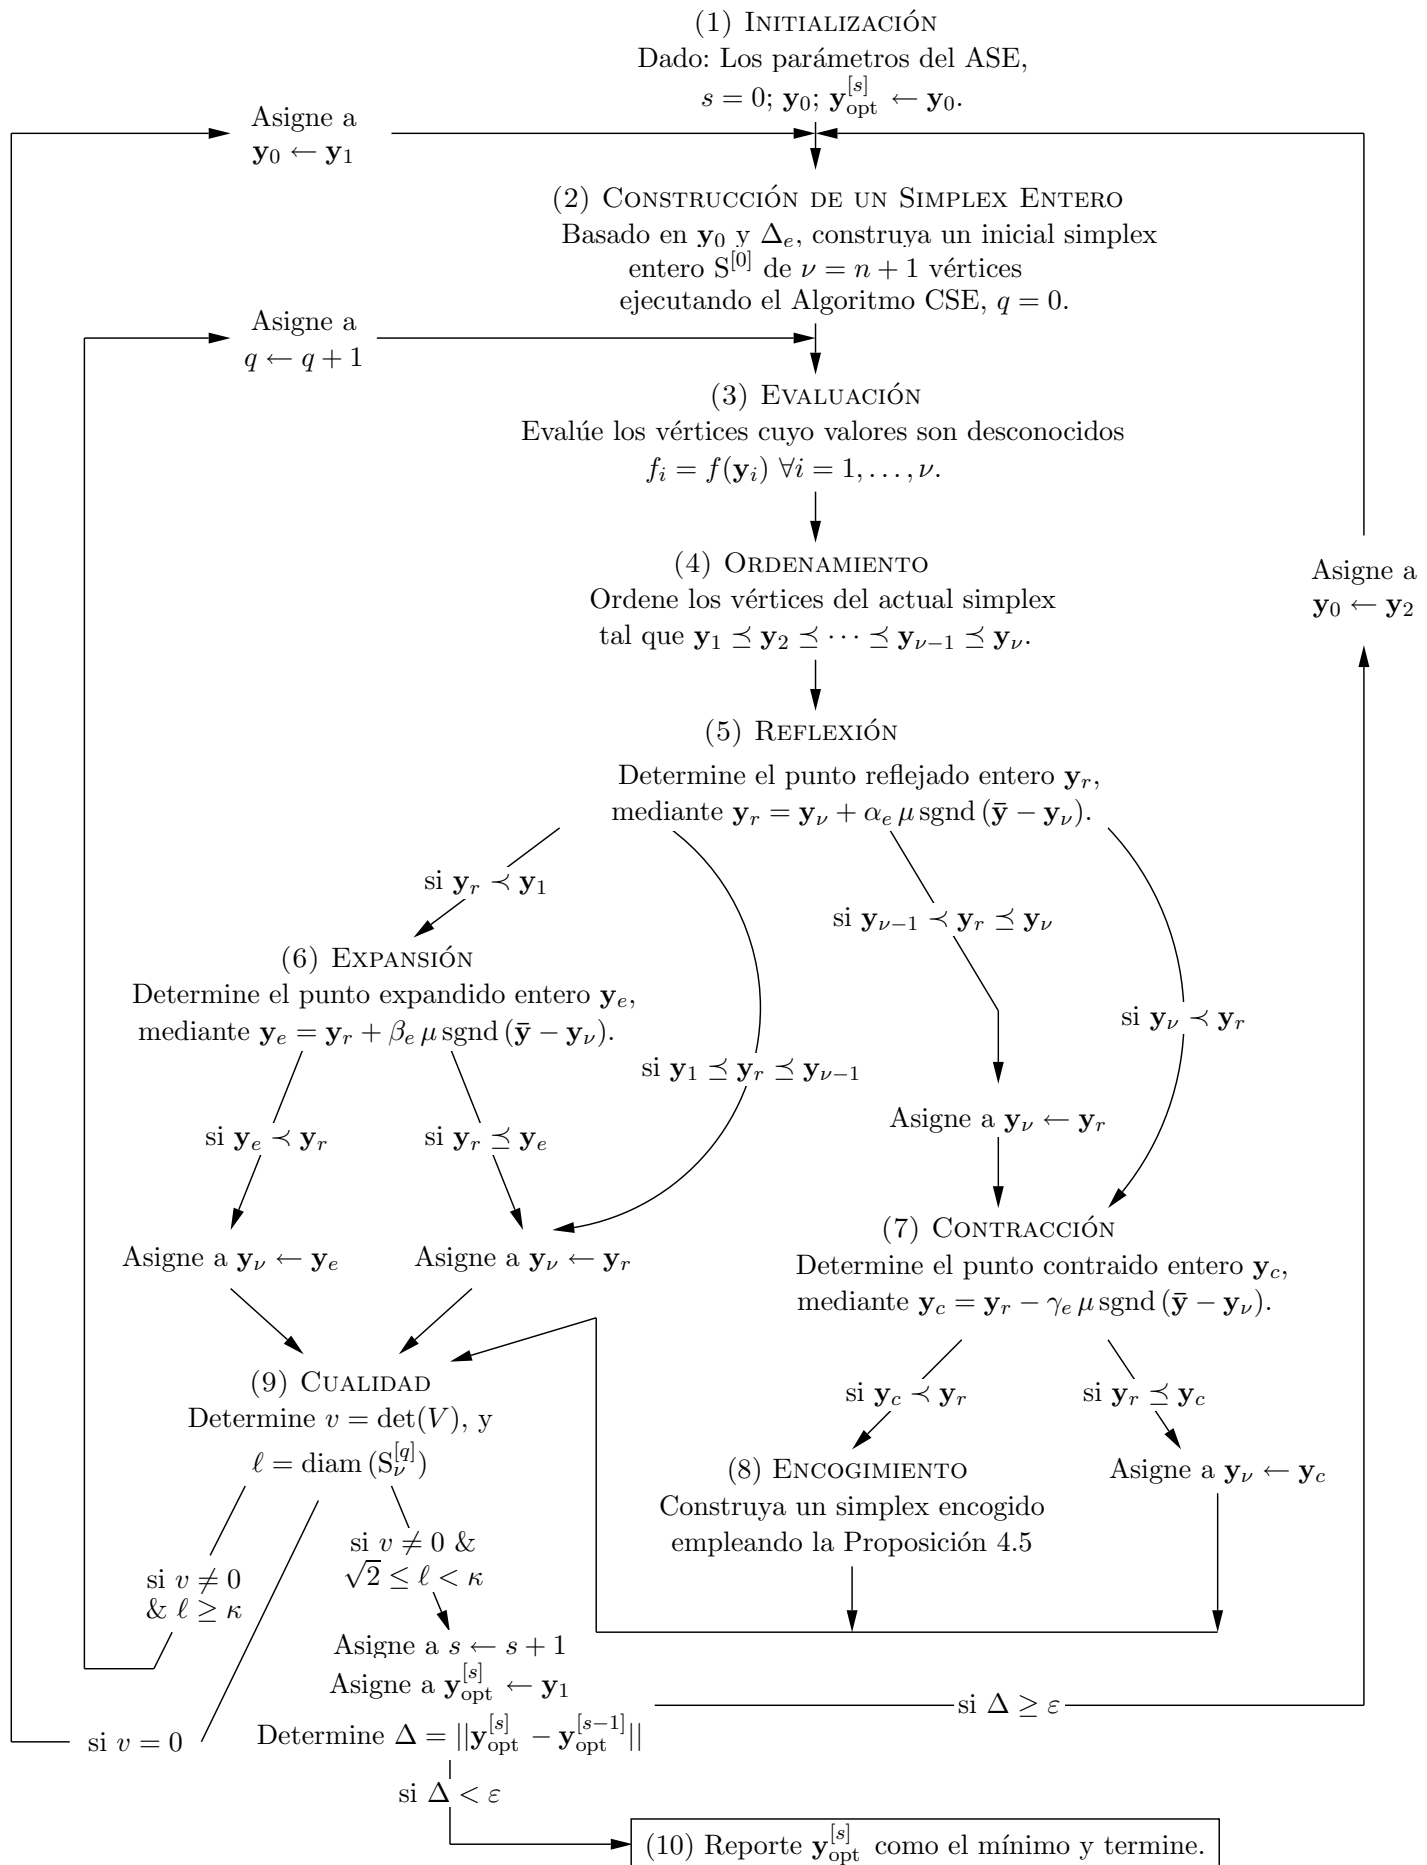 (1) INITIALIZACIÓN
Dado: Los parámetros del ASE,
s = 0; y₀; y_opt^[s] ← y₀.
Asigne a
y₀ ← y₁
(2) CONSTRUCCIÓN DE UN SIMPLEX ENTERO
Basado en y₀ y Δₑ, construya un inicial simplex
entero S^[0] de ν = n + 1 vértices
ejecutando el Algoritmo CSE, q = 0.
Asigne a
q ← q + 1
(3) EVALUACIÓN
Evalúe los vértices cuyo valores son desconocidos
f_i = f(y_i) ∀i = 1, . . . , ν.
(4) ORDENAMIENTO
Ordene los vértices del actual simplex
tal que y₁ ⪯ y₂ ⪯ · · · ⪯ y_{ν−1} ⪯ y_ν.
Asigne a
y₀ ← y₂
(5) REFLEXIÓN
Determine el punto reflejado entero y_r,
mediante y_r = y_ν + α_e μ sgnd (ȳ − y_ν).
si y_r ≺ y₁
si y_{ν−1} ≺ y_r ⪯ y_ν
(6) EXPANSIÓN
Determine el punto expandido entero y_e,
mediante y_e = y_r + β_e μ sgnd (ȳ − y_ν).
si y_ν ≺ y_r
si y₁ ⪯ y_r ⪯ y_{ν−1}
Asigne a y_ν ← y_r
si y_e ≺ y_r
si y_r ⪯ y_e
Asigne a y_ν ← y_e
Asigne a y_ν ← y_r
(7) CONTRACCIÓN
Determine el punto contraido entero y_c,
mediante y_c = y_r − γ_e μ sgnd (ȳ − y_ν).
si y_c ≺ y_r
si y_r ⪯ y_c
(9) CUALIDAD
Determine v = det(V), y
ℓ = diam (S_ν^[q])
(8) ENCOGIMIENTO
Construya un simplex encogido
empleando la Proposición 4.5
Asigne a y_ν ← y_c
si v ≠ 0 &
√2 ≤ ℓ < κ
si v ≠ 0
& ℓ ≥ κ
Asigne a s ← s + 1
Asigne a y_opt^[s] ← y₁
Determine Δ = ||y_opt^[s] − y_opt^[s−1]||
si Δ ≥ ε
si v = 0
si Δ < ε
(10) Reporte y_opt^[s] como el mínimo y termine.